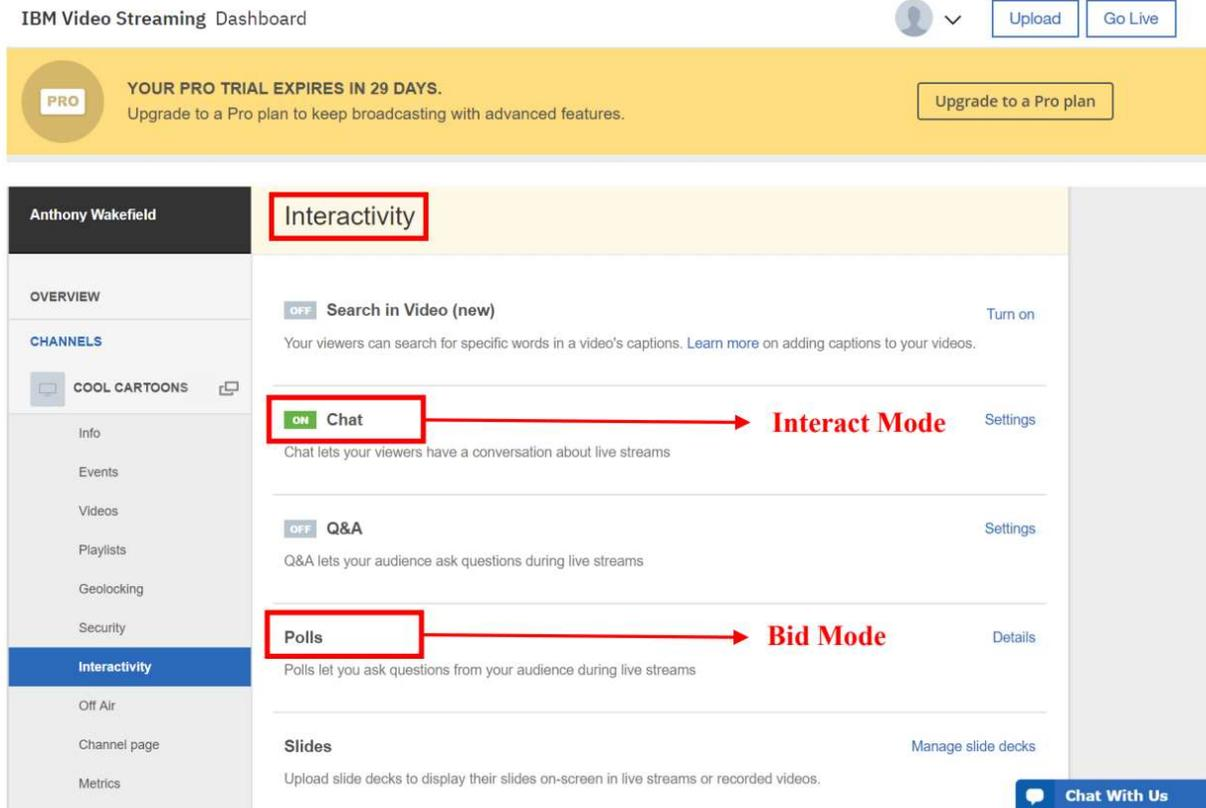 IBM Video Streaming Dashboard
Upload
Go Live
PRO
YOUR PRO TRIAL EXPIRES IN 29 DAYS.
Upgrade to a Pro plan to keep broadcasting with advanced features.
Upgrade to a Pro plan
Anthony Wakefield
OVERVIEW
CHANNELS
COOL CARTOONS
Info
Events
Videos
Playlists
Geolocking
Security
Interactivity
Off Air
Channel page
Metrics
Interactivity
OFF Search in Video (new)
Turn on
Your viewers can search for specific words in a video's captions. Learn more on adding captions to your videos.
ON Chat
Interact Mode
Settings
Chat lets your viewers have a conversation about live streams
OFF Q&A
Settings
Q&A lets your audience ask questions during live streams
Polls
Bid Mode
Details
Polls let you ask questions from your audience during live streams
Slides
Manage slide decks
Upload slide decks to display their slides on-screen in live streams or recorded videos.
Chat With Us